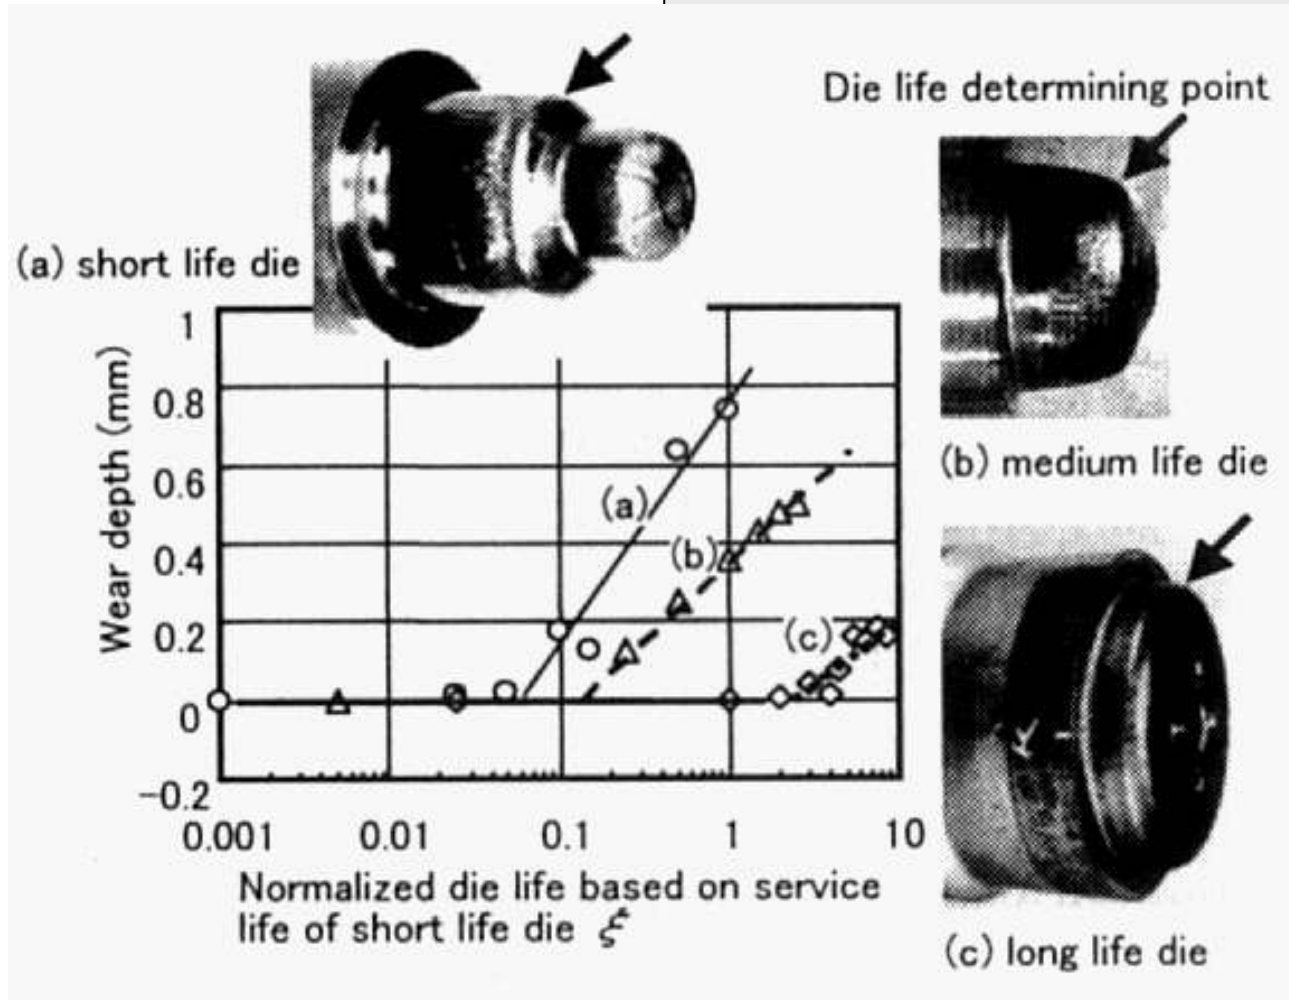 Die life determining point
(a) short life die
1
0.8
0.6
0.4
0.2
0
-0.2
Wear depth (mm)
(a)
(b)
(c)
0.001 0.01 0.1 1 10
Normalized die life based on service
life of short life die ξ
(b) medium life die
(c) long life die